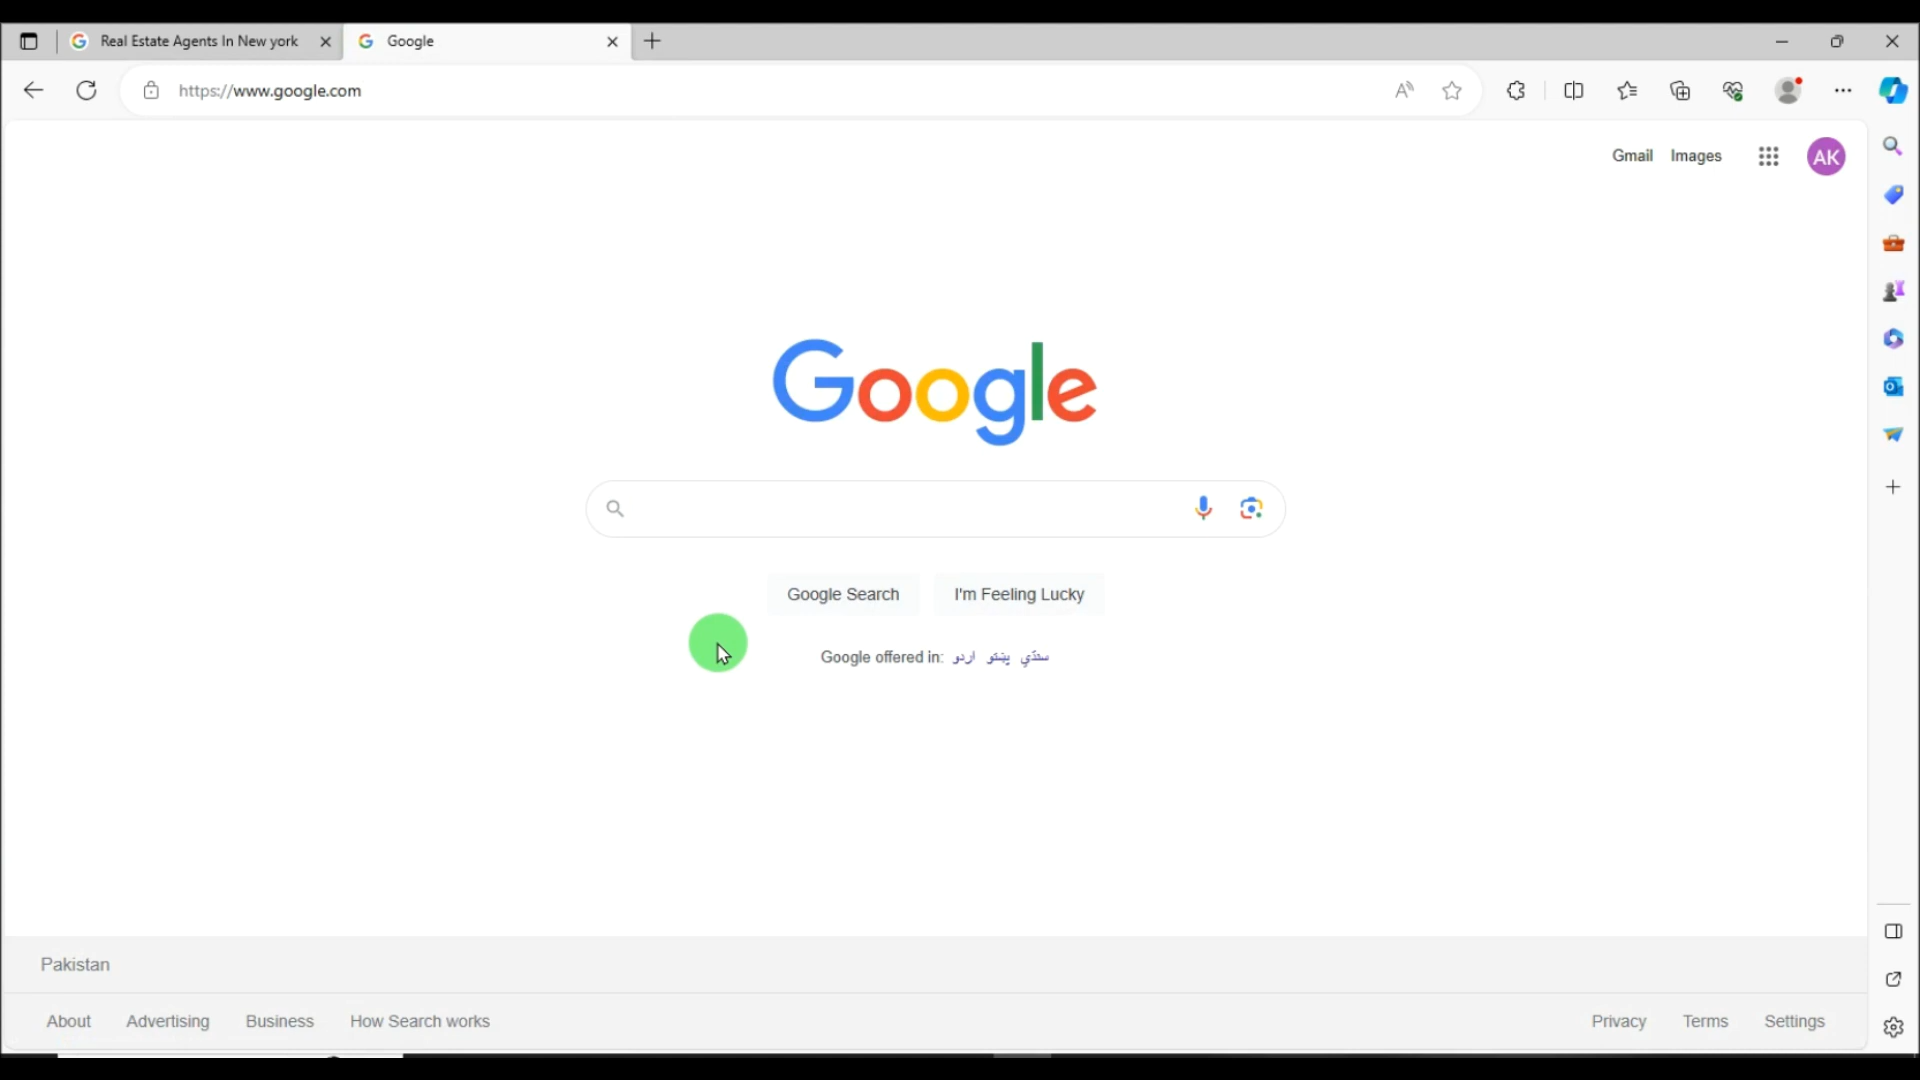 Real Estate Agents In New york
Google
https://www.google.com
Gmail Images
AK
Google
Google Search I'm Feeling Lucky
Google offered in: اردو پښتو سنڌي
Pakistan
About Advertising Business How Search works
Privacy Terms Settings